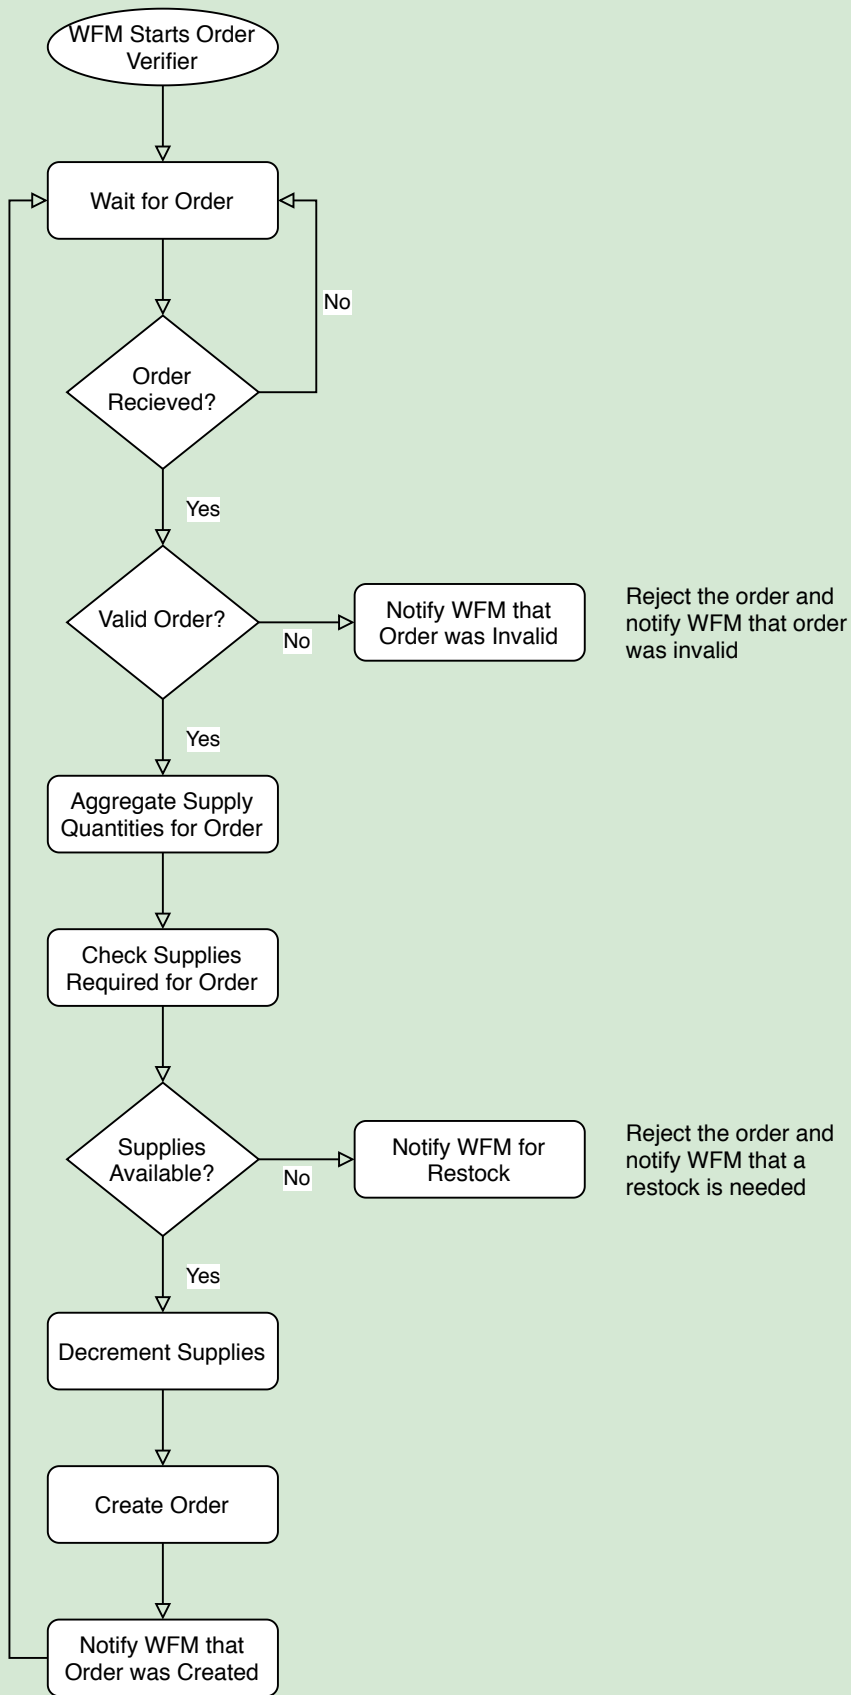 WFM Starts Order
Verifier
Wait for Order
No
Order
Recieved?
Yes
Valid Order?
No
Notify WFM that
Order was Invalid
Reject the order and
notify WFM that order
was invalid
Yes
Aggregate Supply
Quantities for Order
Check Supplies
Required for Order
Supplies
Available?
No
Notify WFM for
Restock
Reject the order and
notify WFM that a
restock is needed
Yes
Decrement Supplies
Create Order
Notify WFM that
Order was Created